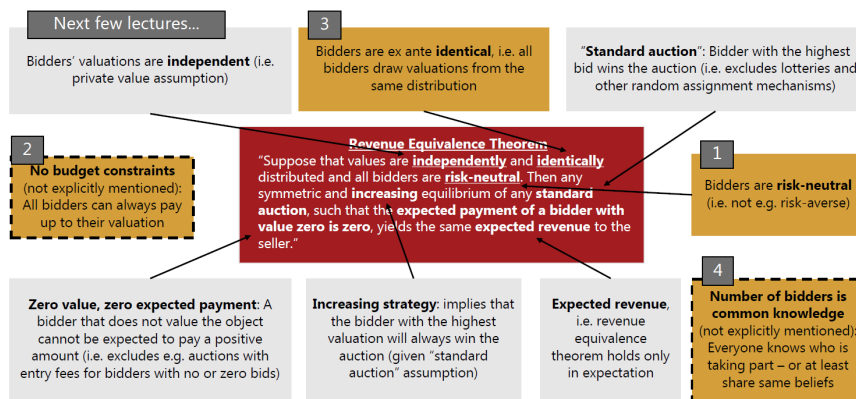 Next few lectures...
Bidders' valuations are independent (i.e.
private value assumption)
3
Bidders are ex ante identical, i.e. all
bidders draw valuations from the
same distribution
"Standard auction": Bidder with the highest
bid wins the auction (i.e. excludes lotteries and
other random assignment mechanisms)
2
No budget constraints
(not explicitly mentioned):
All bidders can always pay
up to their valuation
Revenue Equivalence Theorem
"Suppose that values are independently and identically
distributed and all bidders are risk-neutral. Then any
symmetric and increasing equilibrium of any standard
auction, such that the expected payment of a bidder with
value zero is zero, yields the same expected revenue to the
seller."
1
Bidders are risk-neutral
(i.e. not e.g. risk-averse)
Zero value, zero expected payment: A
bidder that does not value the object
cannot be expected to pay a positive
amount (i.e. excludes e.g. auctions with
entry fees for bidders with no or zero bids)
Increasing strategy: implies that
the bidder with the highest
valuation will always win the
auction (given "standard
auction" assumption)
Expected revenue,
i.e. revenue
equivalence
theorem holds only
in expectation
4
Number of bidders is
common knowledge
(not explicitly mentioned):
Everyone knows who is
taking part – or at least
share same beliefs